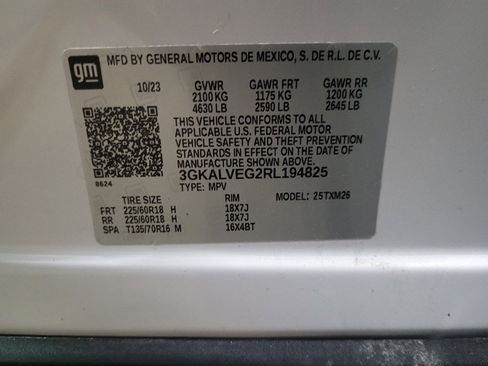 gm
MFD BY GENERAL MOTORS DE MEXICO, S. DE R.L. DE C.V.
10/23 GVWR GAWR FRT GAWR RR
2100 KG 1175 KG 1200 KG
4630 LB 2590 LB 2645 LB
THIS VEHICLE CONFORMS TO ALL
APPLICABLE U.S. FEDERAL MOTOR
VEHICLE SAFETY AND THEFT PREVENTION
STANDARDS IN EFFECT ON THE DATE OF
MANUFACTURE SHOWN ABOVE.
3GKALVEG2RL194825
8624 TYPE: MPV
TIRE SIZE RIM MODEL: 25TXM26
FRT 225/60R18 H 18X7J
RR 225/60R18 H 18X7J
SPA T135/70R16 M 16X4BT